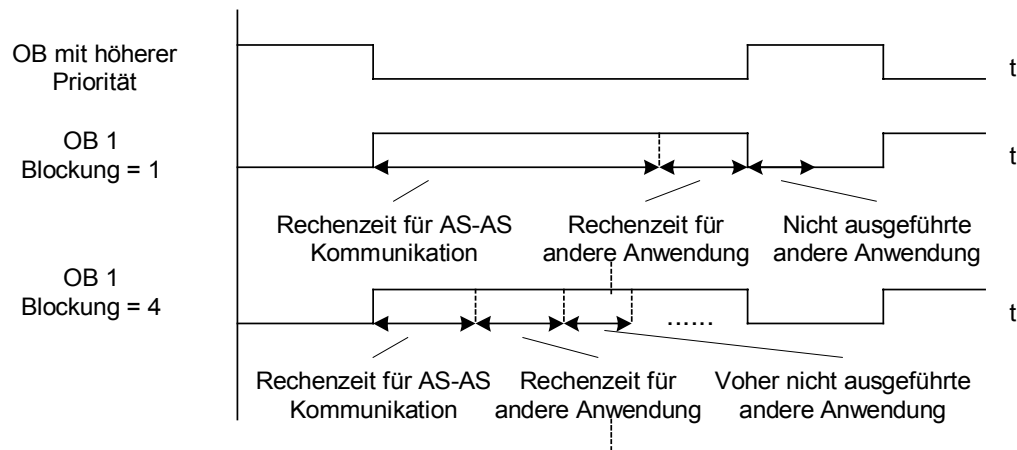 OB mit höherer
Priorität
t
OB 1
Blockung = 1
t
Rechenzeit für AS-AS
Kommunikation
Rechenzeit für
andere Anwendung
Nicht ausgeführte
andere Anwendung
OB 1
Blockung = 4
......
t
Rechenzeit für AS-AS
Kommunikation
Rechenzeit für
andere Anwendung
Voher nicht ausgeführte
andere Anwendung